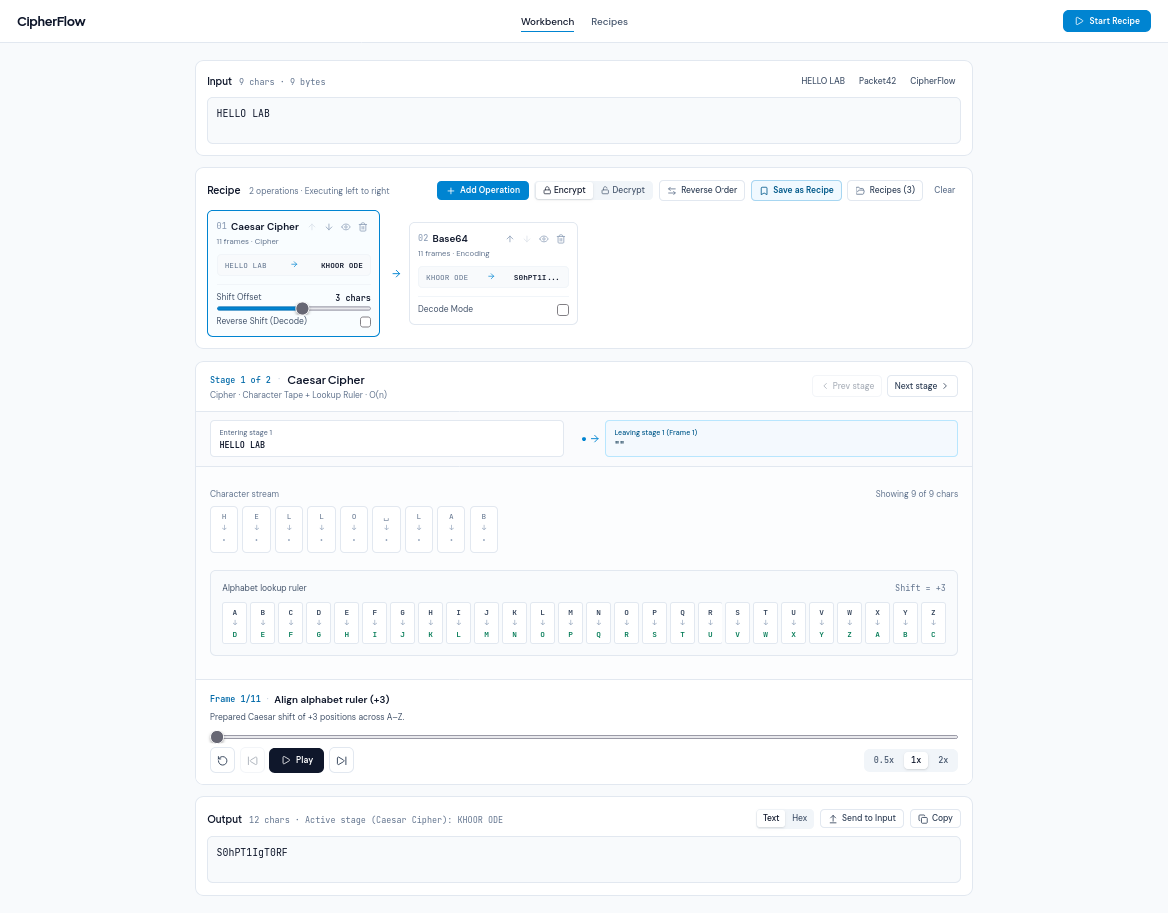 CipherFlow
Workbench Recipes
Start Recipe
Input 9 chars · 9 bytes
HELLO LAB Packet42 CipherFlow
HELLO LAB
Recipe 2 operations · Executing left to right
Add Operation Encrypt Decrypt Reverse Order Save as Recipe Recipes (3) Clear
01 Caesar Cipher
11 frames · Cipher
HELLO LAB → KHOOR ODE
Shift Offset 3 chars
Reverse Shift (Decode)
→
02 Base64
11 frames · Encoding
KHOOR ODE → S0hPT1I...
Decode Mode
Stage 1 of 2 · Caesar Cipher
Cipher · Character Tape + Lookup Ruler · O(n)
Prev stage Next stage
Entering stage 1
HELLO LAB
→
Leaving stage 1 (Frame 1)
""
Character stream Showing 9 of 9 chars
H E L L O ␣ L A B
↓ ↓ ↓ ↓ ↓ ↓ ↓ ↓ ↓
· · · · · · · · ·
Alphabet lookup ruler Shift = +3
A B C D E F G H I J K L M N O P Q R S T U V W X Y Z
↓ ↓ ↓ ↓ ↓ ↓ ↓ ↓ ↓ ↓ ↓ ↓ ↓ ↓ ↓ ↓ ↓ ↓ ↓ ↓ ↓ ↓ ↓ ↓ ↓ ↓
D E F G H I J K L M N O P Q R S T U V W X Y Z A B C
Frame 1/11 · Align alphabet ruler (+3)
Prepared Caesar shift of +3 positions across A–Z.
Play
0.5x 1x 2x
Output 12 chars · Active stage (Caesar Cipher): KHOOR ODE
Text Hex Send to Input Copy
S0hPT1IgT0RF